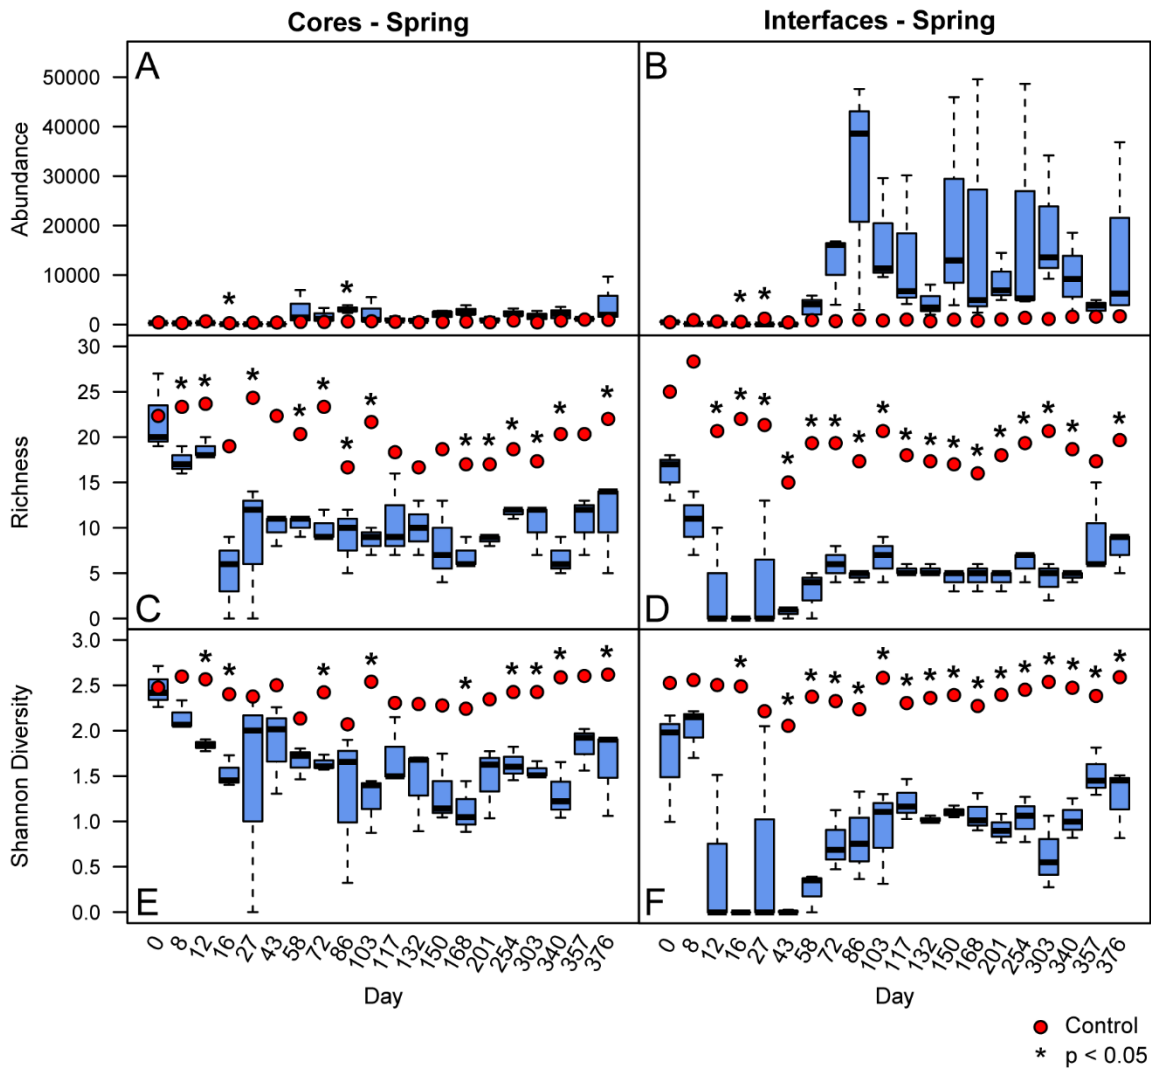 Cores - Spring
Interfaces - Spring
A
B
Abundance
50000
40000
30000
20000
10000
0
* *
* *
C
D
Richness
30
25
20
15
10
5
0
* * * * * * * * * * * *
* * * * * * * * * * * * * * *
E
F
Shannon Diversity
3.0
2.5
2.0
1.5
1.0
0.5
0.0
* * * * * * * * *
* * * * * * * * * * * * * * *
0 8 12 16 27 43 58 72 86 103 117 132 150 168 201 254 303 340 357 376
0 8 12 16 27 43 58 72 86 103 117 132 150 168 201 254 303 340 357 376
Day
Day
Control
* p < 0.05